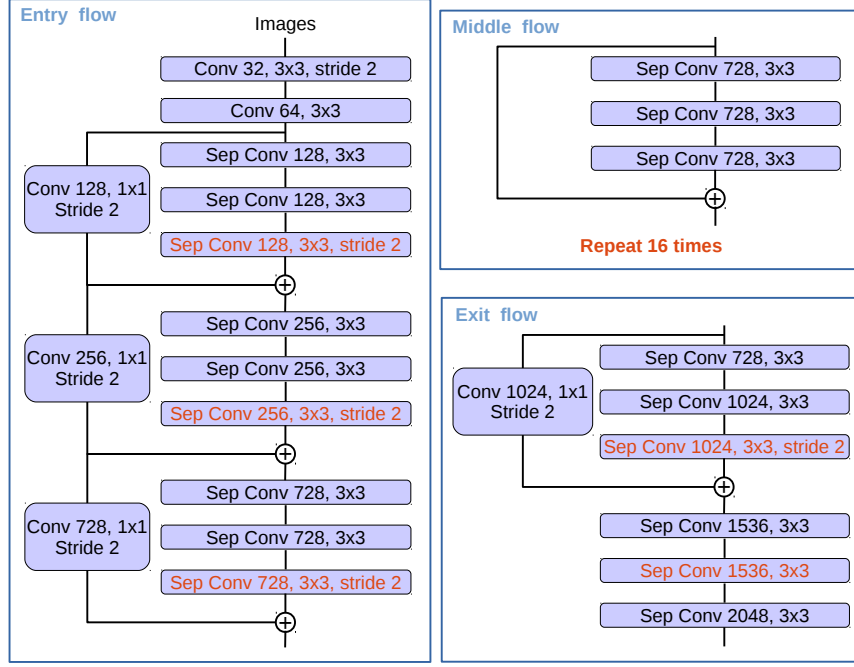 Entry flow
Images
Conv 32, 3x3, stride 2
Conv 64, 3x3
Sep Conv 128, 3x3
Conv 128, 1x1
Stride 2
Sep Conv 128, 3x3
Sep Conv 128, 3x3, stride 2
+
Sep Conv 256, 3x3
Conv 256, 1x1
Stride 2
Sep Conv 256, 3x3
Sep Conv 256, 3x3, stride 2
+
Sep Conv 728, 3x3
Conv 728, 1x1
Stride 2
Sep Conv 728, 3x3
Sep Conv 728, 3x3, stride 2
+
Middle flow
Sep Conv 728, 3x3
Sep Conv 728, 3x3
Sep Conv 728, 3x3
+
Repeat 16 times
Exit flow
Sep Conv 728, 3x3
Conv 1024, 1x1
Stride 2
Sep Conv 1024, 3x3
Sep Conv 1024, 3x3, stride 2
+
Sep Conv 1536, 3x3
Sep Conv 1536, 3x3
Sep Conv 2048, 3x3